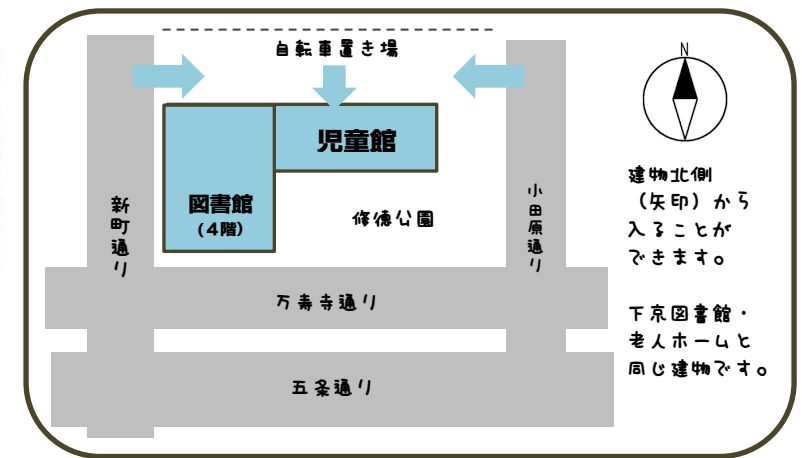 自転車置き場
N
児童館
図書館
(4階)
修徳公園
新町通り
小田原通り
万寿寺通り
五条通り
建物北側
(矢印)から
入ることが
できます。
下京図書館・
老人ホームと
同じ建物です。